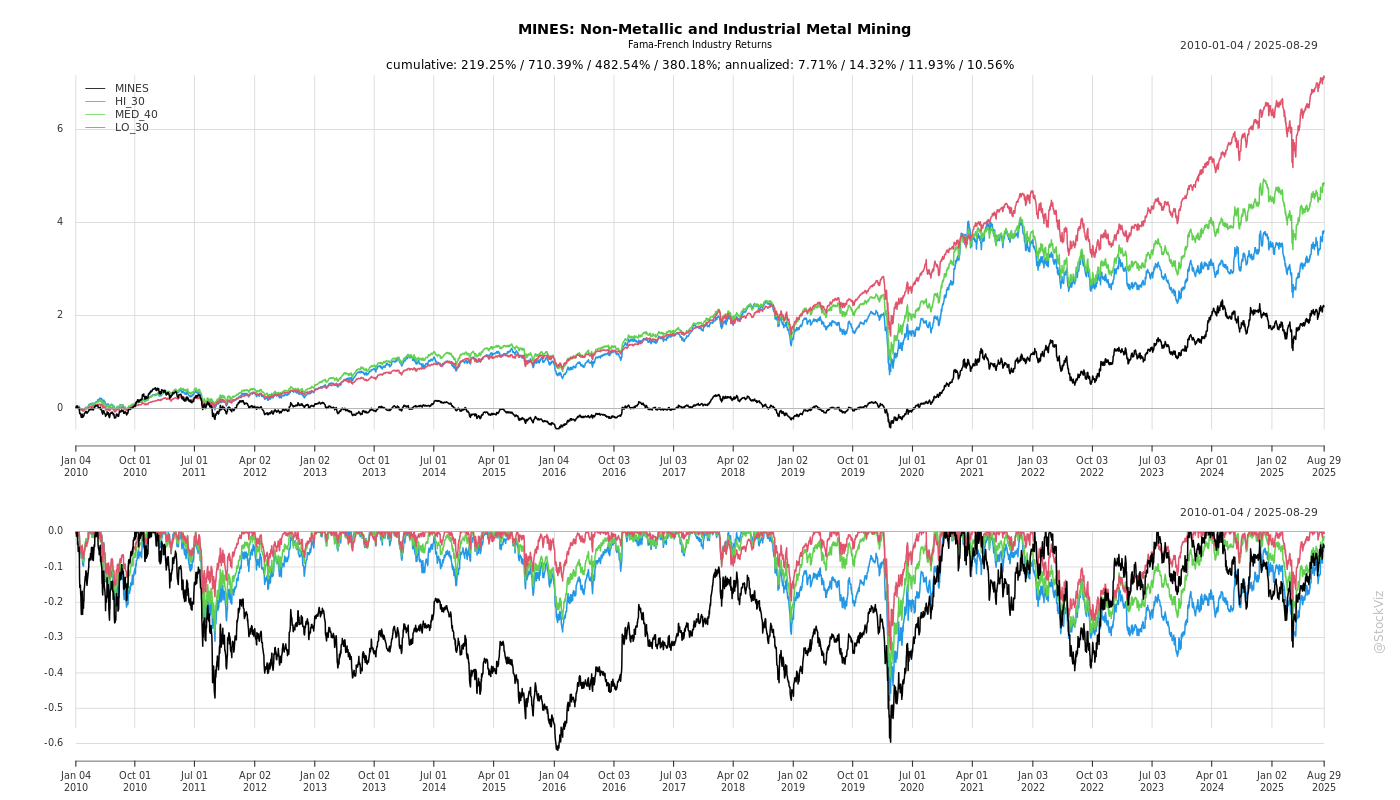 MINES: Non-Metallic and Industrial Metal Mining
Fama-French Industry Returns
2010-01-04 / 2025-08-29
cumulative: 219.25% / 710.39% / 482.54% / 380.18%; annualized: 7.71% / 14.32% / 11.93% / 10.56%
MINES
HI_30
MED_40
LO_30
6
4
2
0
Jan 04 Oct 01 Jul 01 Apr 02 Jan 02 Oct 01 Jul 01 Apr 01 Jan 04 Oct 03 Jul 03 Apr 02 Jan 02 Oct 01 Jul 01 Apr 01 Jan 03 Oct 03 Jul 03 Apr 01 Jan 02 Aug 29
2010 2010 2011 2012 2013 2013 2014 2015 2016 2016 2017 2018 2019 2019 2020 2021 2022 2022 2023 2024 2025 2025
2010-01-04 / 2025-08-29
0.0
-0.1
-0.2
-0.3
-0.4
-0.5
-0.6
Jan 04 Oct 01 Jul 01 Apr 02 Jan 02 Oct 01 Jul 01 Apr 01 Jan 04 Oct 03 Jul 03 Apr 02 Jan 02 Oct 01 Jul 01 Apr 01 Jan 03 Oct 03 Jul 03 Apr 01 Jan 02 Aug 29
2010 2010 2011 2012 2013 2013 2014 2015 2016 2016 2017 2018 2019 2019 2020 2021 2022 2022 2023 2024 2025 2025
@StockViz